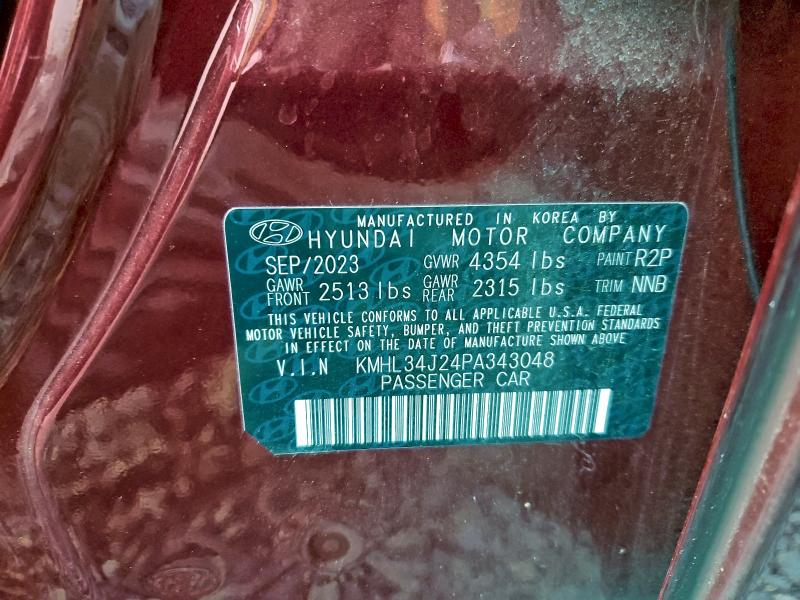 MANUFACTURED IN KOREA BY
HYUNDAI MOTOR COMPANY
SEP/2023 GVWR 4354 lbs PAINT R2P
GAWR FRONT 2513 lbs GAWR REAR 2315 lbs TRIM NNB
THIS VEHICLE CONFORMS TO ALL APPLICABLE U.S.A. FEDERAL
MOTOR VEHICLE SAFETY, BUMPER, AND THEFT PREVENTION STANDARDS
IN EFFECT ON THE DATE OF MANUFACTURE SHOWN ABOVE
V.I.N KMHL34J24PA343048
PASSENGER CAR